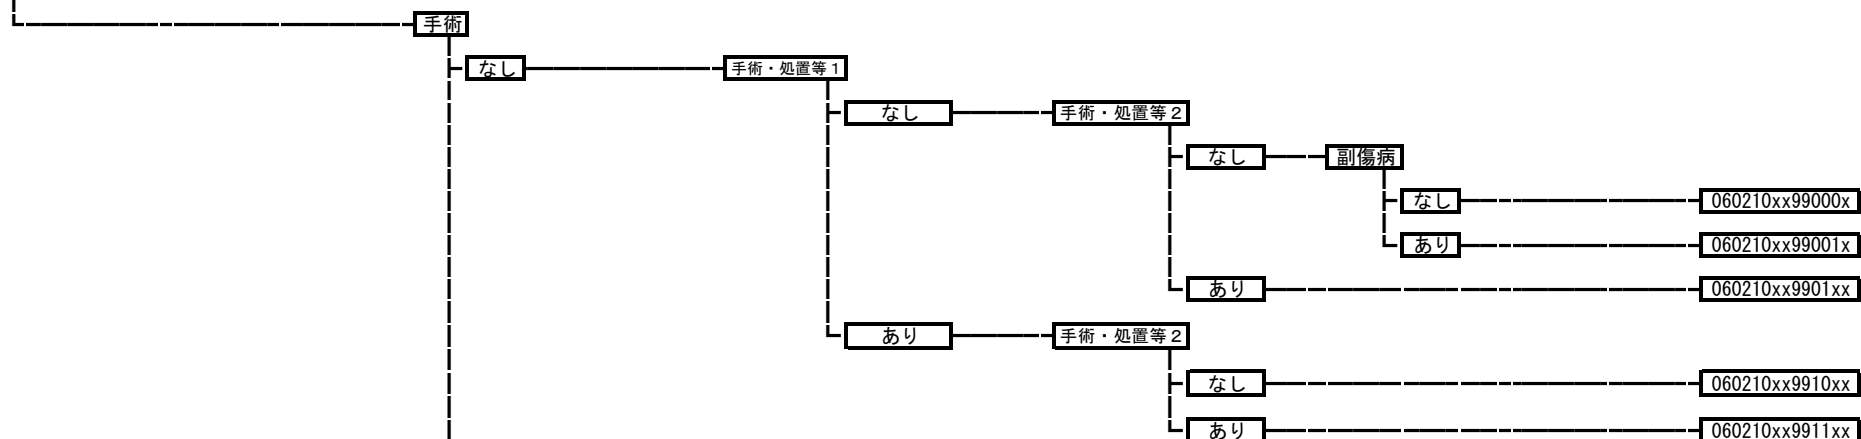 手術
なし 手術・処置等1
なし 手術・処置等2
なし 副傷病
なし 060210xx99000x
あり 060210xx99001x
あり 060210xx9901xx
あり 手術・処置等2
なし 060210xx9910xx
あり 060210xx9911xx